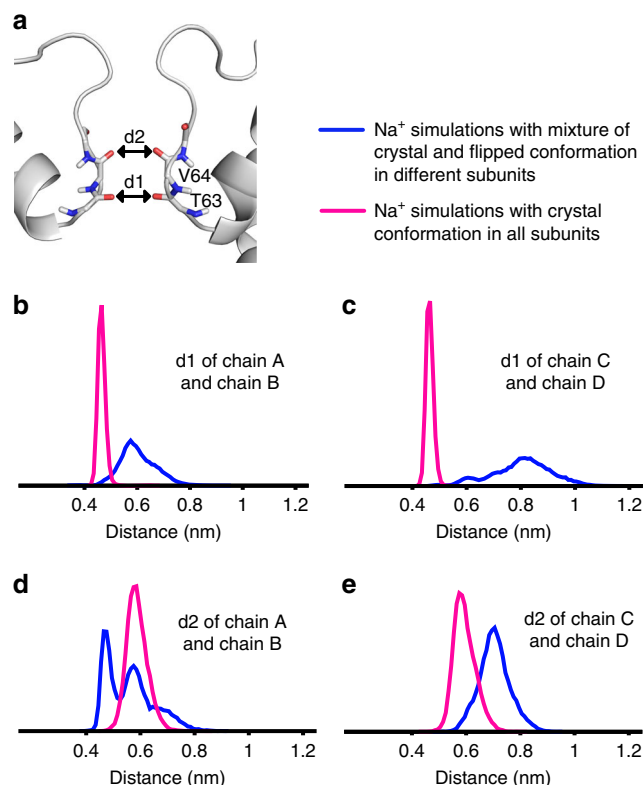 a
d2
V64
d1
T63
Na⁺ simulations with mixture of
crystal and flipped conformation
in different subunits
Na⁺ simulations with crystal
conformation in all subunits
b
d1 of chain A
and chain B
0.4 0.6 0.8 1 1.2
Distance (nm)
c
d1 of chain C
and chain D
0.4 0.6 0.8 1 1.2
Distance (nm)
d
d2 of chain A
and chain B
0.4 0.6 0.8 1 1.2
Distance (nm)
e
d2 of chain C
and chain D
0.4 0.6 0.8 1 1.2
Distance (nm)